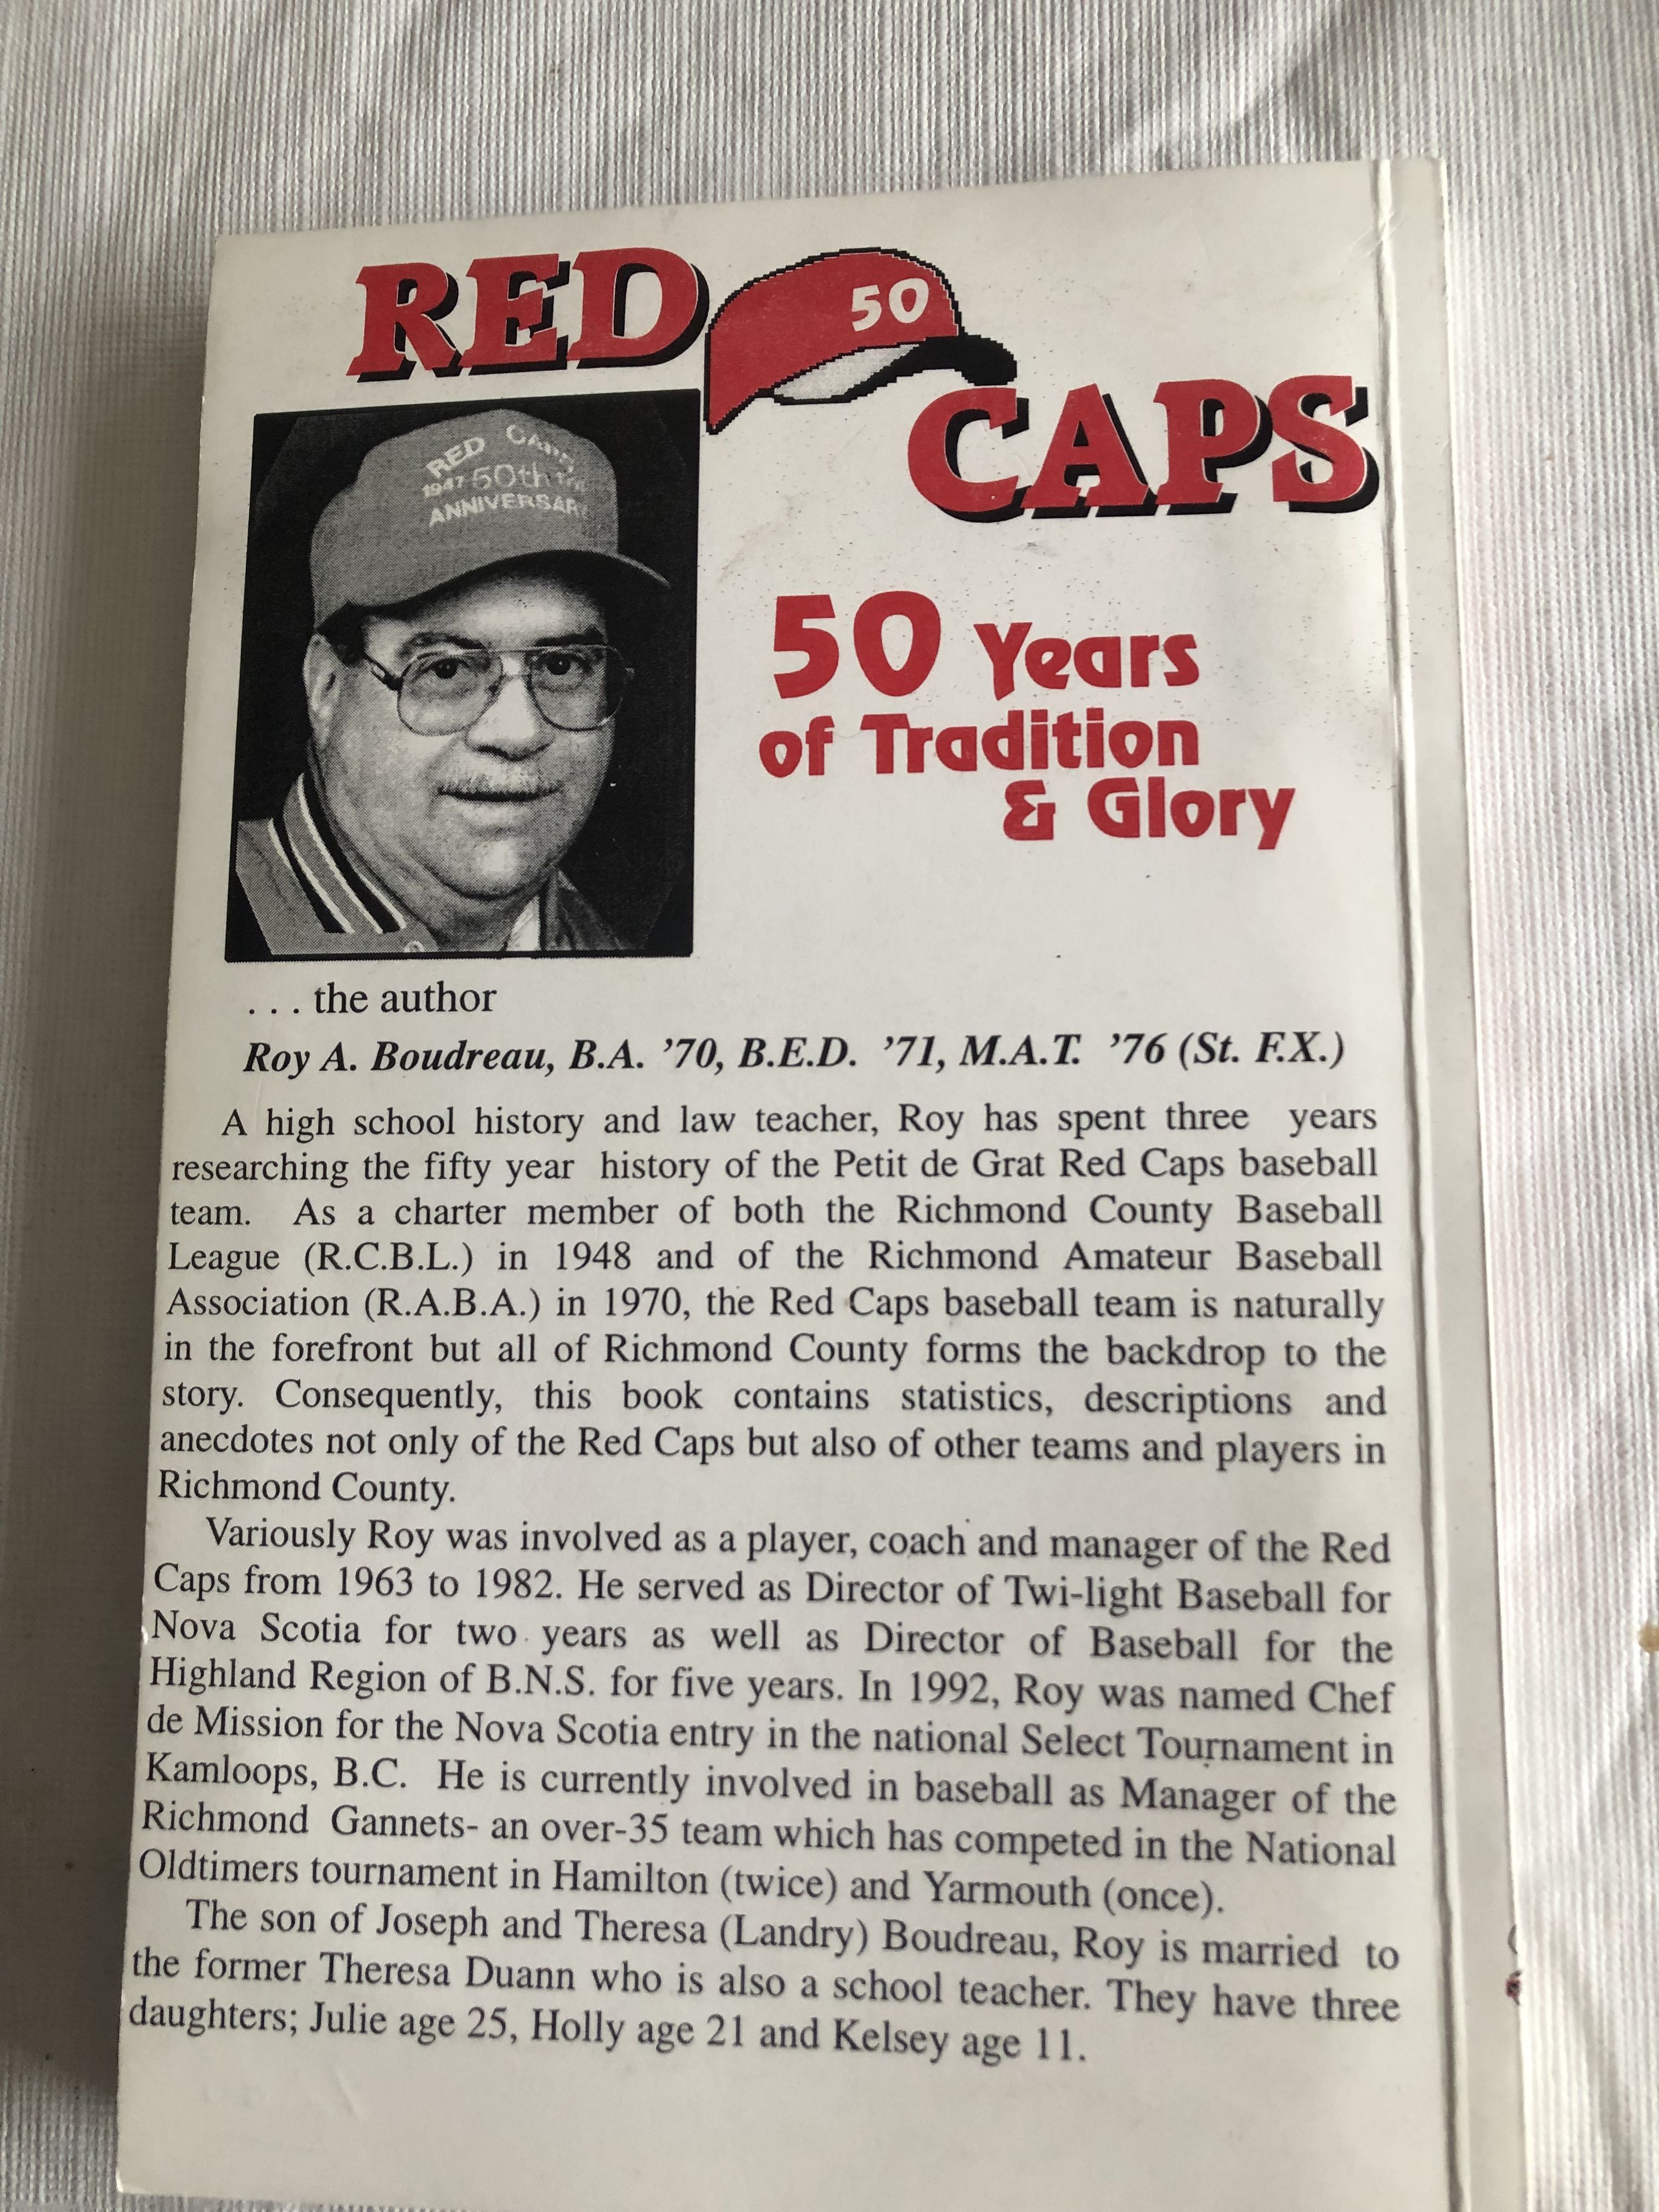 RED
50
CAPS
RED CAPS
1947 50th
ANNIVERSARY
50 Years
of Tradition
& Glory
. . . the author
Roy A. Boudreau, B.A. ’70, B.E.D. ’71, M.A.T. ’76 (St. F.X.)
A high school history and law teacher, Roy has spent three years
researching the fifty year history of the Petit de Grat Red Caps baseball
team. As a charter member of both the Richmond County Baseball
League (R.C.B.L.) in 1948 and of the Richmond Amateur Baseball
Association (R.A.B.A.) in 1970, the Red Caps baseball team is naturally
in the forefront but all of Richmond County forms the backdrop to the
story. Consequently, this book contains statistics, descriptions and
anecdotes not only of the Red Caps but also of other teams and players in
Richmond County.
Variously Roy was involved as a player, coach and manager of the Red
Caps from 1963 to 1982. He served as Director of Twi-light Baseball for
Nova Scotia for two years as well as Director of Baseball for the
Highland Region of B.N.S. for five years. In 1992, Roy was named Chef
de Mission for the Nova Scotia entry in the national Select Tournament in
Kamloops, B.C. He is currently involved in baseball as Manager of the
Richmond Gannets- an over-35 team which has competed in the National
Oldtimers tournament in Hamilton (twice) and Yarmouth (once).
The son of Joseph and Theresa (Landry) Boudreau, Roy is married to
the former Theresa Duann who is also a school teacher. They have three
daughters; Julie age 25, Holly age 21 and Kelsey age 11.